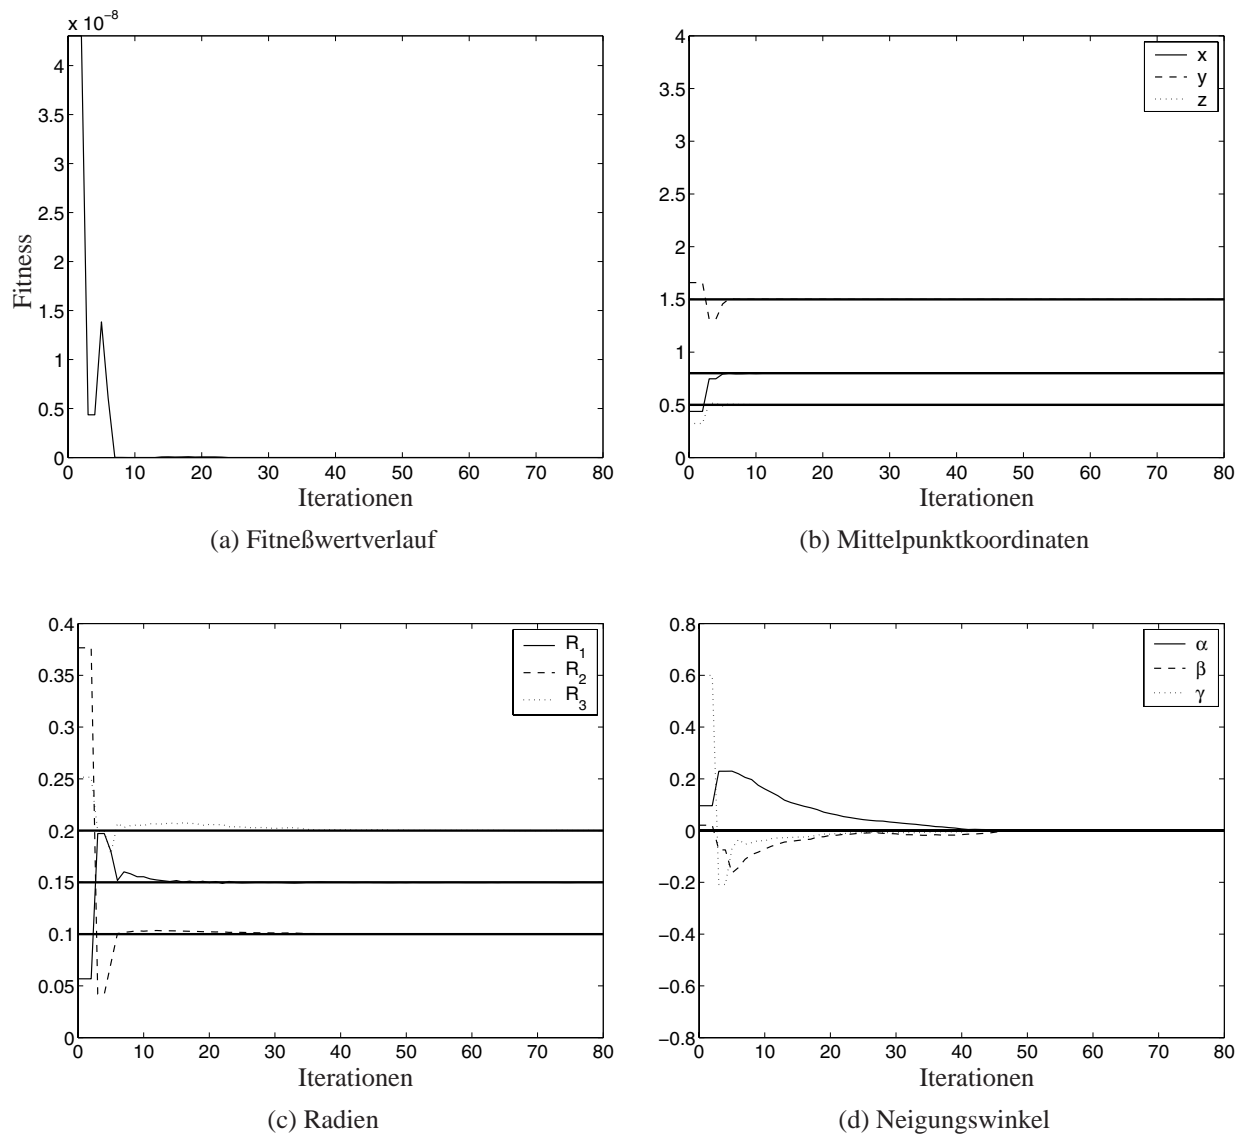 x 10⁻⁸
4
3.5
3
2.5
2
1.5
1
0.5
0
Fitness
0 10 20 30 40 50 60 70 80
Iterationen
(a) Fitneßwertverlauf
4
3.5
3
2.5
2
1.5
1
0.5
0
x
y
z
0 10 20 30 40 50 60 70 80
Iterationen
(b) Mittelpunktkoordinaten
0.4
0.35
0.3
0.25
0.2
0.15
0.1
0.05
0
R₁
R₂
R₃
0 10 20 30 40 50 60 70 80
Iterationen
(c) Radien
0.8
0.6
0.4
0.2
0
−0.2
−0.4
−0.6
−0.8
α
β
γ
0 10 20 30 40 50 60 70 80
Iterationen
(d) Neigungswinkel